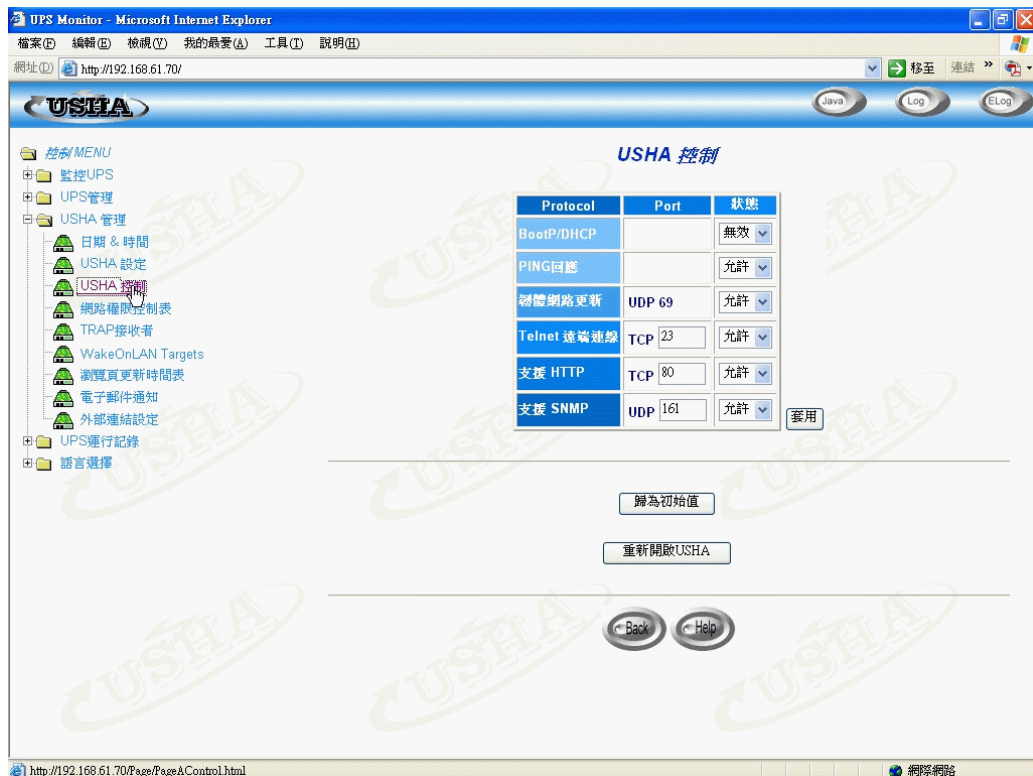 UPS Monitor - Microsoft Internet Explorer
檔案(F) 編輯(E) 檢視(V) 我的最愛(A) 工具(T) 說明(H)
網址(D) http://192.168.61.70/ 移至 連結 »
USHA Java Log ELog
控制MENU
監控UPS
UPS管理
USHA 管理
日期 & 時間
USHA 設定
USHA 控制
網路權限控制表
TRAP接收者
WakeOnLAN Targets
瀏覽頁更新時間表
電子郵件通知
外部連結設定
UPS運行記錄
語言選擇
USHA 控制
Protocol Port 狀態
BootP/DHCP 無效
PING回應 允許
韌體網路更新 UDP 69 允許
Telnet 遠端連線 TCP 23 允許
支援 HTTP TCP 80 允許
支援 SNMP UDP 161 允許
套用
歸為初始值
重新開啟USHA
Back Help
http://192.168.61.70/Page/PageAControl.html 網際網路